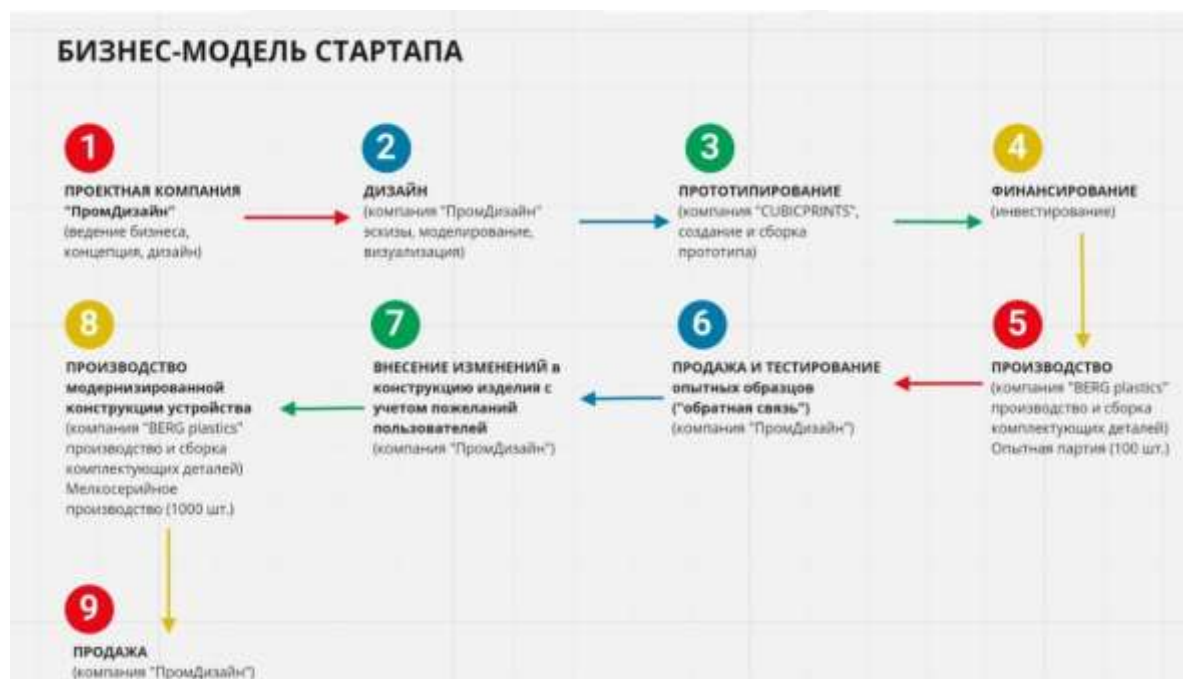 БИЗНЕС-МОДЕЛЬ СТАРТАПА
1
ПРОЕКТНАЯ КОМПАНИЯ
"ПромДизайн"
(ведение бизнеса,
концепция, дизайн)
2
ДИЗАЙН
(компания "ПромДизайн"
эскизы, моделирование,
визуализация)
3
ПРОТОТИПИРОВАНИЕ
(компания "CUBICPRINTS",
создание и сборка
прототипа)
4
ФИНАНСИРОВАНИЕ
(инвестирование)
5
ПРОИЗВОДСТВО
(компания "BERG plastics"
производство и сборка
комплектующих деталей)
Опытная партия (100 шт.)
6
ПРОДАЖА И ТЕСТИРОВАНИЕ
опытных образцов
("обратная связь")
(компания "ПромДизайн")
7
ВНЕСЕНИЕ ИЗМЕНЕНИЙ в
конструкцию изделия с
учетом пожеланий
пользователей
(компания "ПромДизайн")
8
ПРОИЗВОДСТВО
модернизированной
конструкции устройства
(компания "BERG plastics"
производство и сборка
комплектующих деталей)
Мелкосерийное
производство (1000 шт.)
9
ПРОДАЖА
(компания "ПромДизайн")